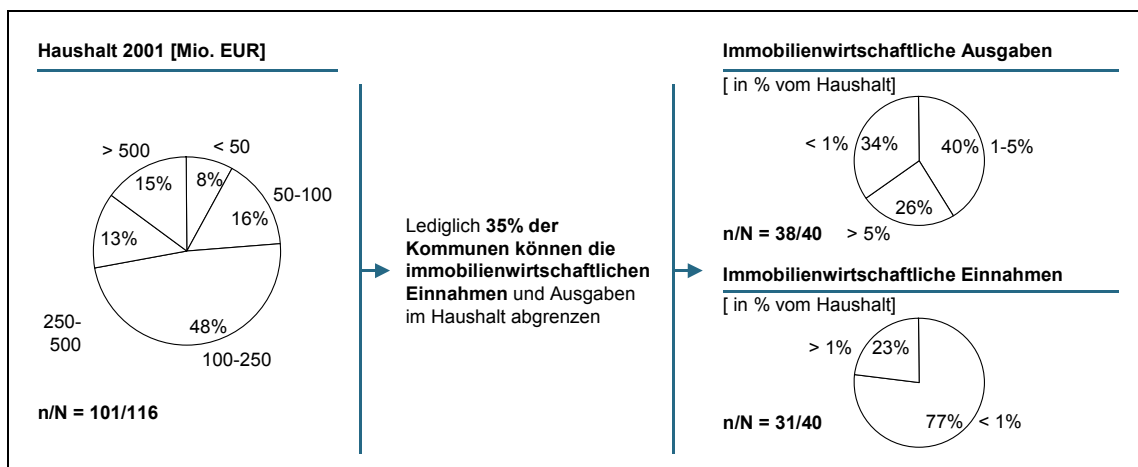 Haushalt 2001 [Mio. EUR]
> 500
< 50
15%
8%
50-100
16%
13%
250-
500
48%
100-250
n/N = 101/116
Lediglich 35% der
Kommunen können die
immobilienwirtschaftlichen
Einnahmen und Ausgaben
im Haushalt abgrenzen
Immobilienwirtschaftliche Ausgaben
[ in % vom Haushalt]
< 1%
34%
40%
1-5%
26%
> 5%
n/N = 38/40
Immobilienwirtschaftliche Einnahmen
[ in % vom Haushalt]
> 1%
23%
77%
< 1%
n/N = 31/40